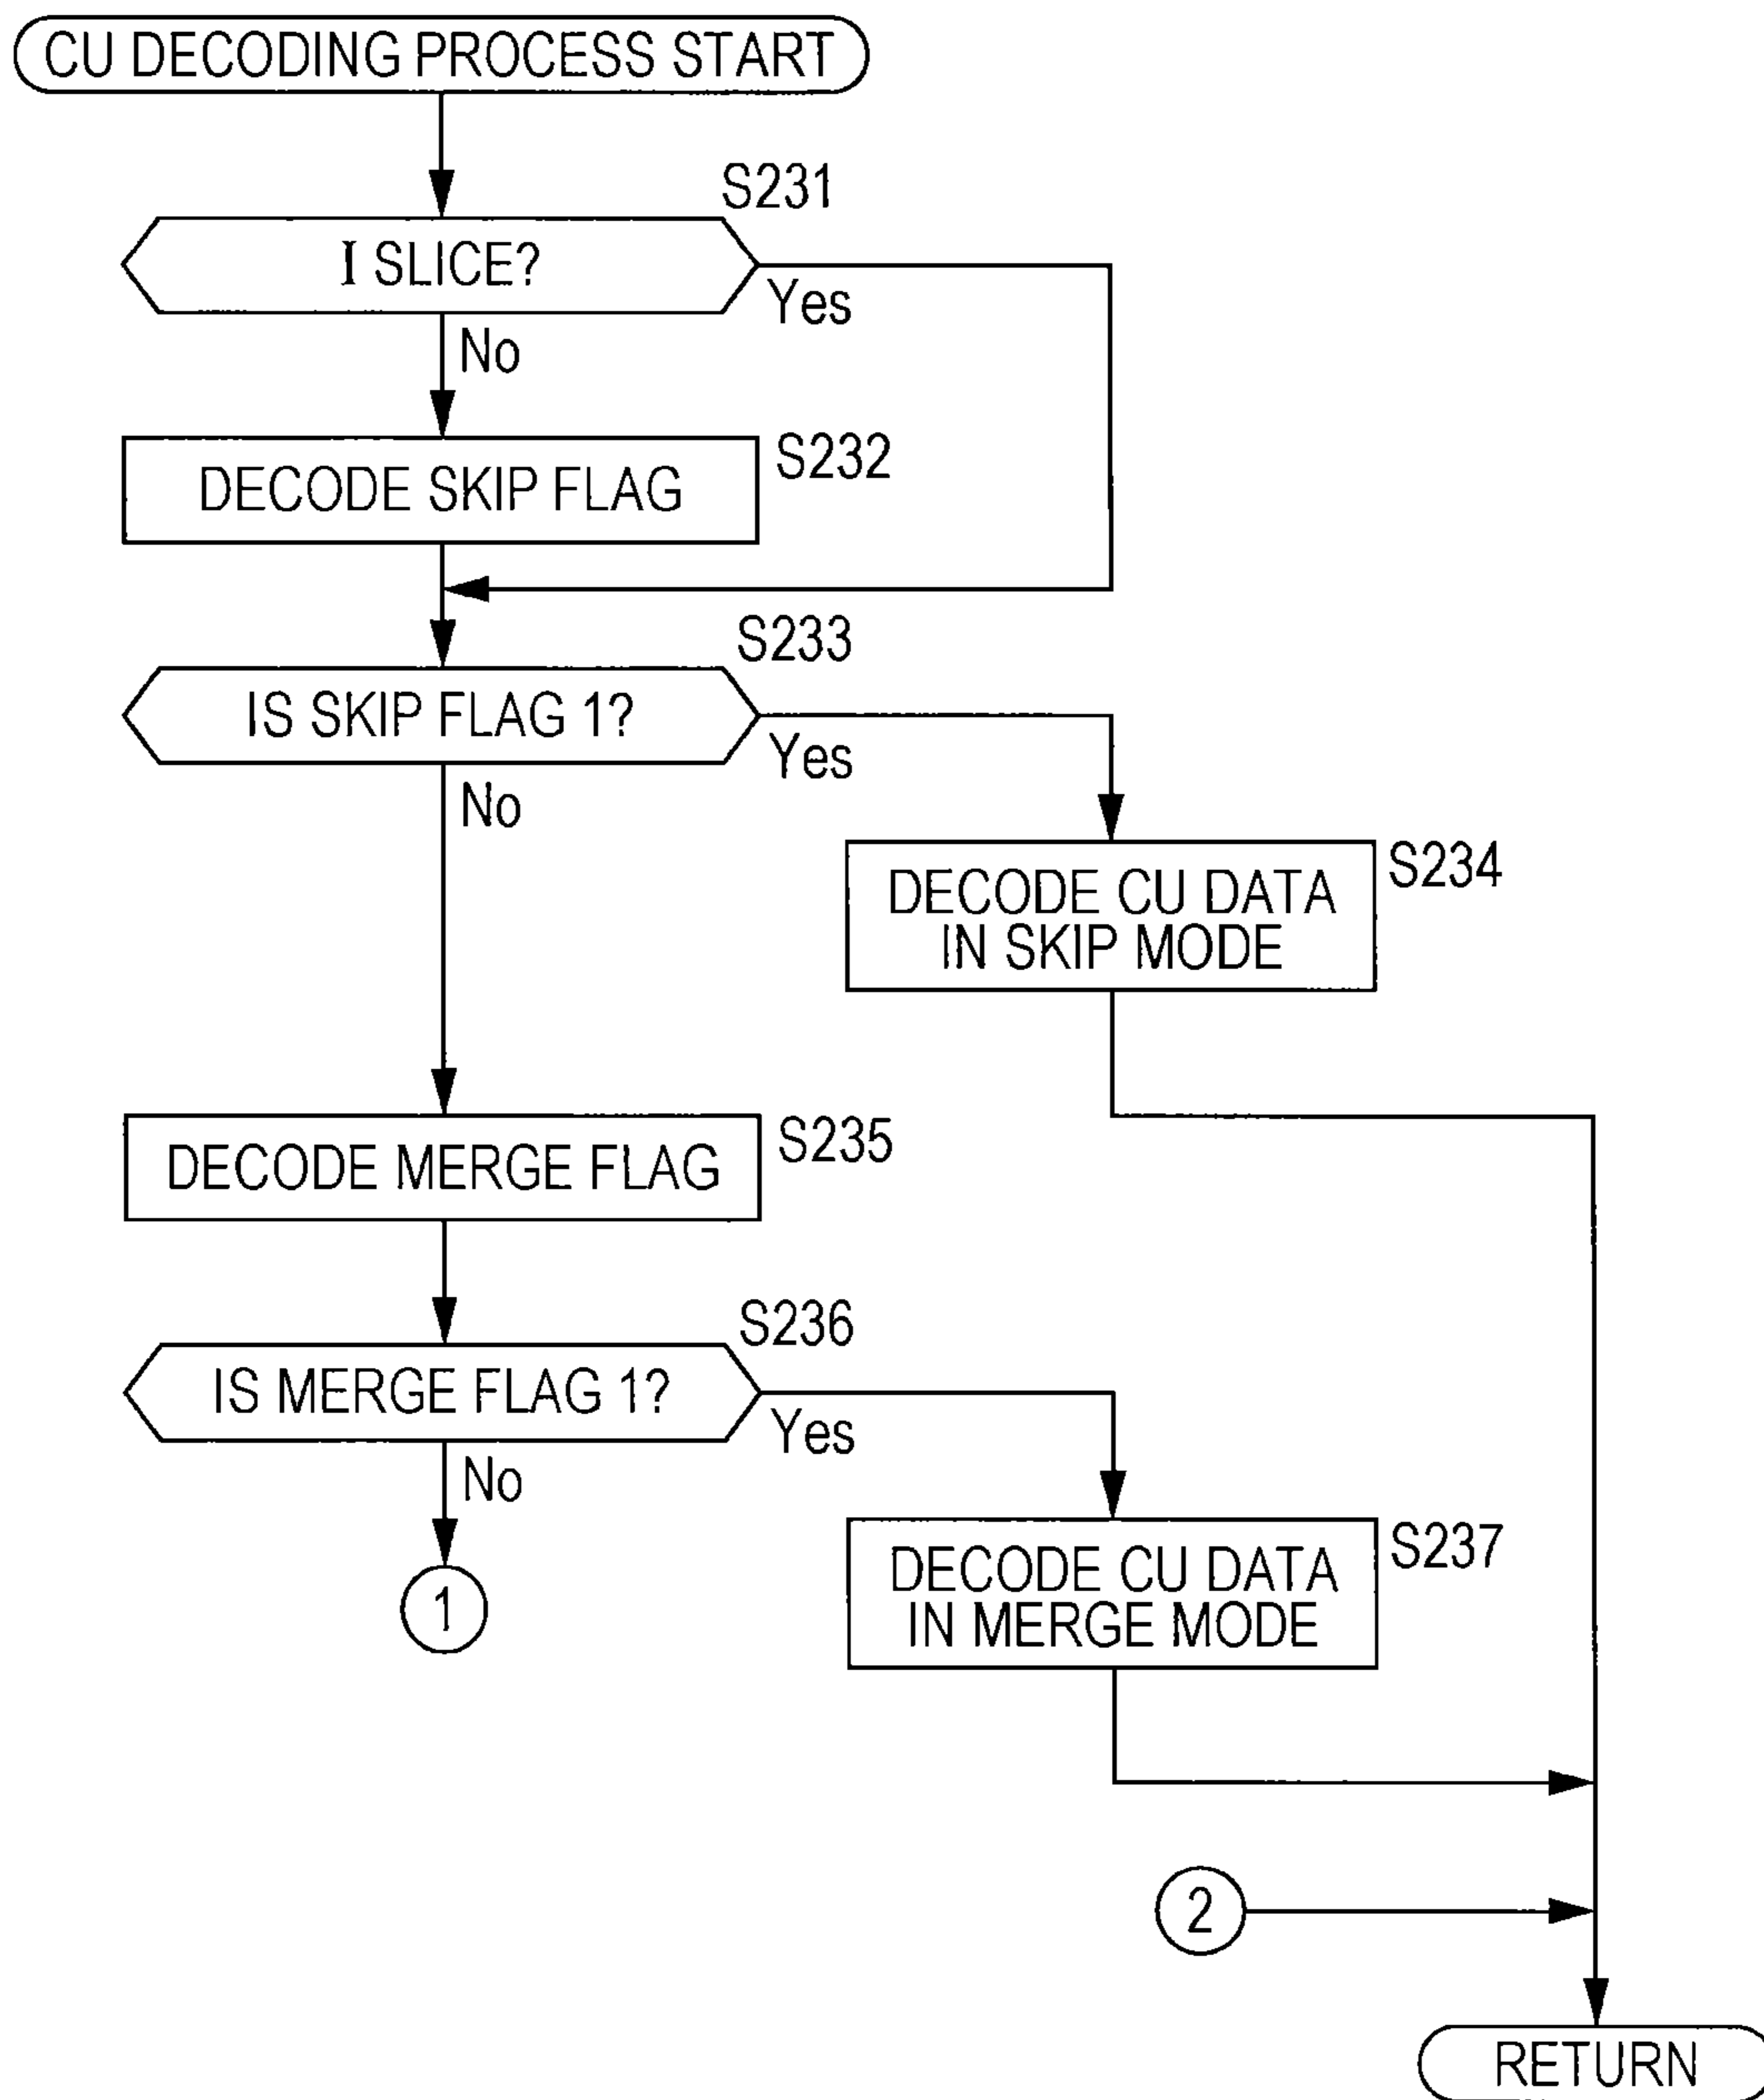 CU DECODING PROCESS START
S231
I SLICE?
Yes
No
S232
DECODE SKIP FLAG
S233
IS SKIP FLAG 1?
Yes
No
S234
DECODE CU DATA
IN SKIP MODE
S235
DECODE MERGE FLAG
S236
IS MERGE FLAG 1?
Yes
No
S237
DECODE CU DATA
IN MERGE MODE
1
2
RETURN